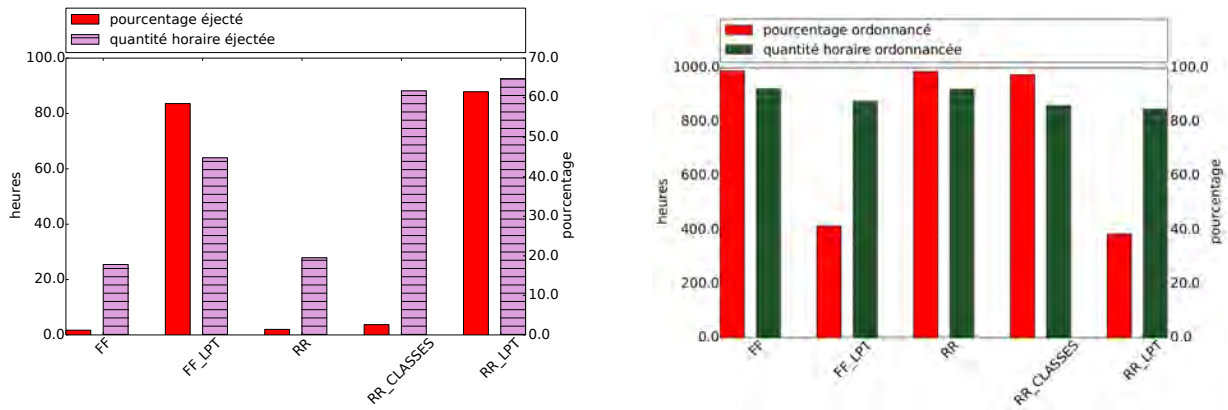 pourcentage éjecté
quantité horaire éjectée
100.0
80.0
60.0
40.0
20.0
0.0
heures
70.0
60.0
50.0
40.0
30.0
20.0
10.0
0.0
pourcentage
FF
FF_LPT
RR
RR_CLASSES
RR_LPT
pourcentage ordonnancé
quantité horaire ordonnancée
1000.0
800.0
600.0
400.0
200.0
0.0
heures
100.0
80.0
60.0
40.0
20.0
0.0
pourcentage
FF
FF_LPT
RR
RR_CLASSES
RR_LPT